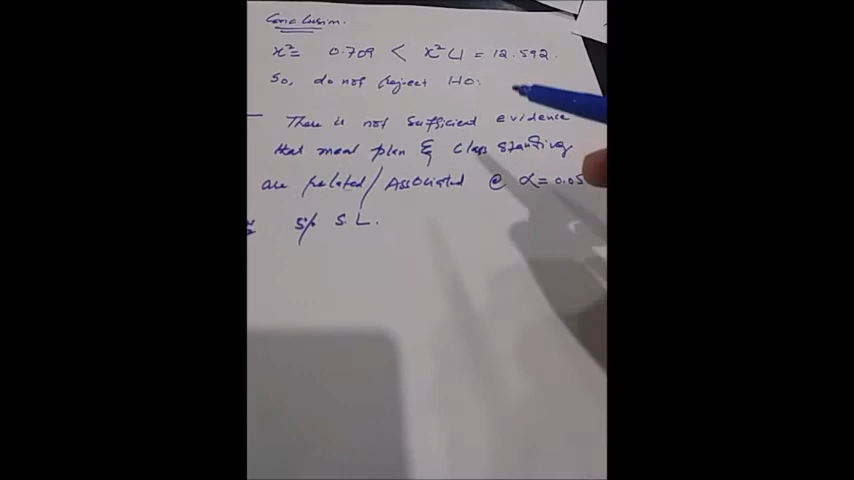 Conclusion.
x² = 0.709 < x² U = 12.592.
So, do not reject H0.
There is not sufficient evidence
that meal plan & class standing
are related/Associated @ α = 0.05
5% S.L.